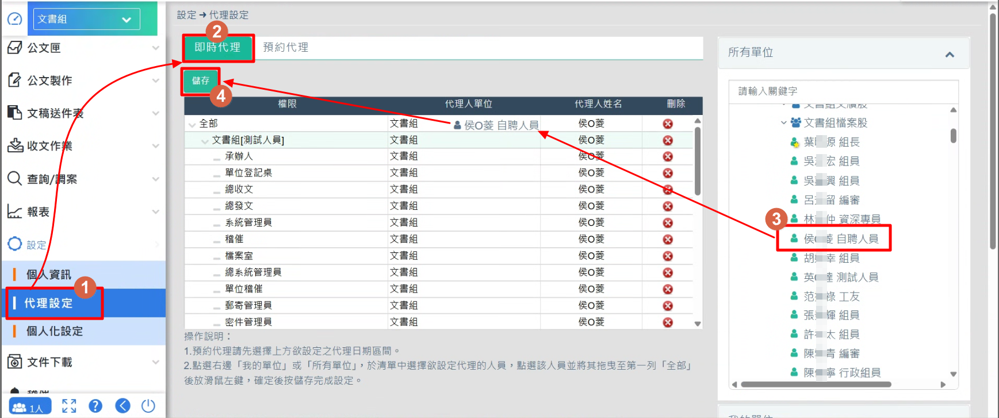 文書組
公文匣
公文製作
文稿送件表
收文作業
查詢/調案
報表
設定
個人資訊
1
代理設定
個人化設定
文件下載
稽催
1人
設定 ➔ 代理設定
2
即時代理 預約代理
儲存
4
權限 代理人單位 代理人姓名 刪除
全部 文書組 侯O菱 自聘人員 侯O菱
文書組[測試人員] 文書組 侯O菱
承辦人 文書組 侯O菱
單位登記桌 文書組 侯O菱
總收文 文書組 侯O菱
總發文 文書組 侯O菱
系統管理員 文書組 侯O菱
稽催 文書組 侯O菱
檔案室 文書組 侯O菱
總系統管理員 文書組 侯O菱
單位稽催 文書組 侯O菱
郵寄管理員 文書組 侯O菱
密件管理員 文書組 侯O菱
操作說明：
1.預約代理請先選擇上方欲設定之代理日期區間。
2.點選右邊「我的單位」或「所有單位」，於清單中選擇欲設定代理的人員，點選該人員並將其拖曳至第一列「全部」
後放滑鼠左鍵，確定後按儲存完成設定。
所有單位
請輸入關鍵字
文書組文檔股
文書組檔案股
葉 源 組長
吳 宏 組員
吳 興 組員
呂 留 編審
3
林 仲 資深專員
侯 菱 自聘人員
胡 幸 組員
英 達 測試人員
范 祿 工友
張 輝 組員
許 太 組員
陳 青 編審
陳 寧 行政組員
我的單位